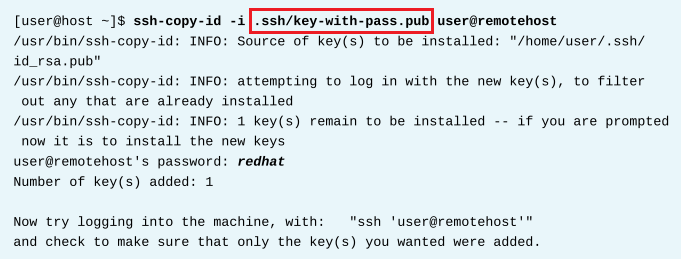 [user@host ~]$ ssh-copy-id -i .ssh/key-with-pass.pub user@remotehost
/usr/bin/ssh-copy-id: INFO: Source of key(s) to be installed: "/home/user/.ssh/
id_rsa.pub"
/usr/bin/ssh-copy-id: INFO: attempting to log in with the new key(s), to filter
 out any that are already installed
/usr/bin/ssh-copy-id: INFO: 1 key(s) remain to be installed -- if you are prompted
 now it is to install the new keys
user@remotehost's password: redhat
Number of key(s) added: 1

Now try logging into the machine, with:   "ssh 'user@remotehost'"
and check to make sure that only the key(s) you wanted were added.